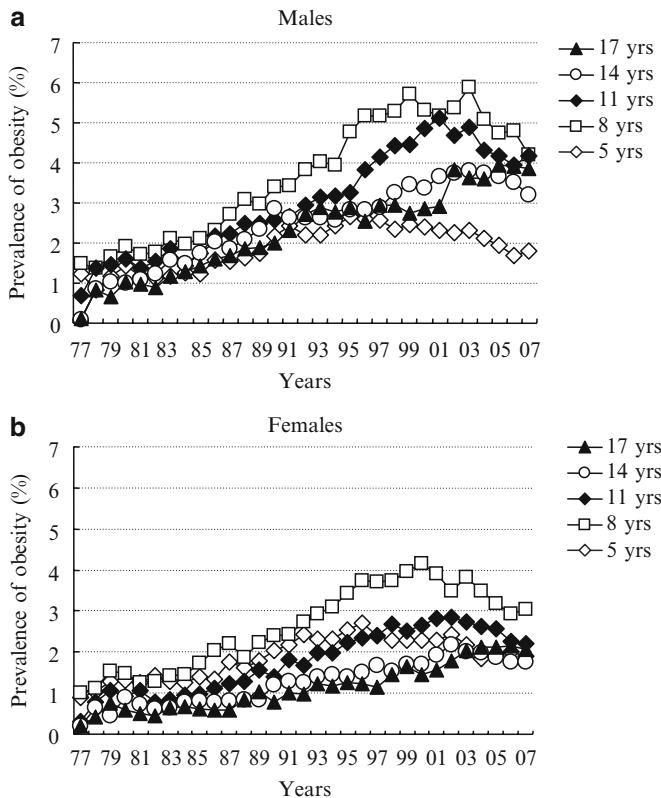 a
Males
7
6
5
4
3
2
1
0
Prevalence of obesity (%)
77 79 81 83 85 87 89 91 93 95 97 99 01 03 05 07
Years
17 yrs
14 yrs
11 yrs
8 yrs
5 yrs
b
Females
7
6
5
4
3
2
1
0
Prevalence of obesity (%)
77 79 81 83 85 87 89 91 93 95 97 99 01 03 05 07
Years
17 yrs
14 yrs
11 yrs
8 yrs
5 yrs